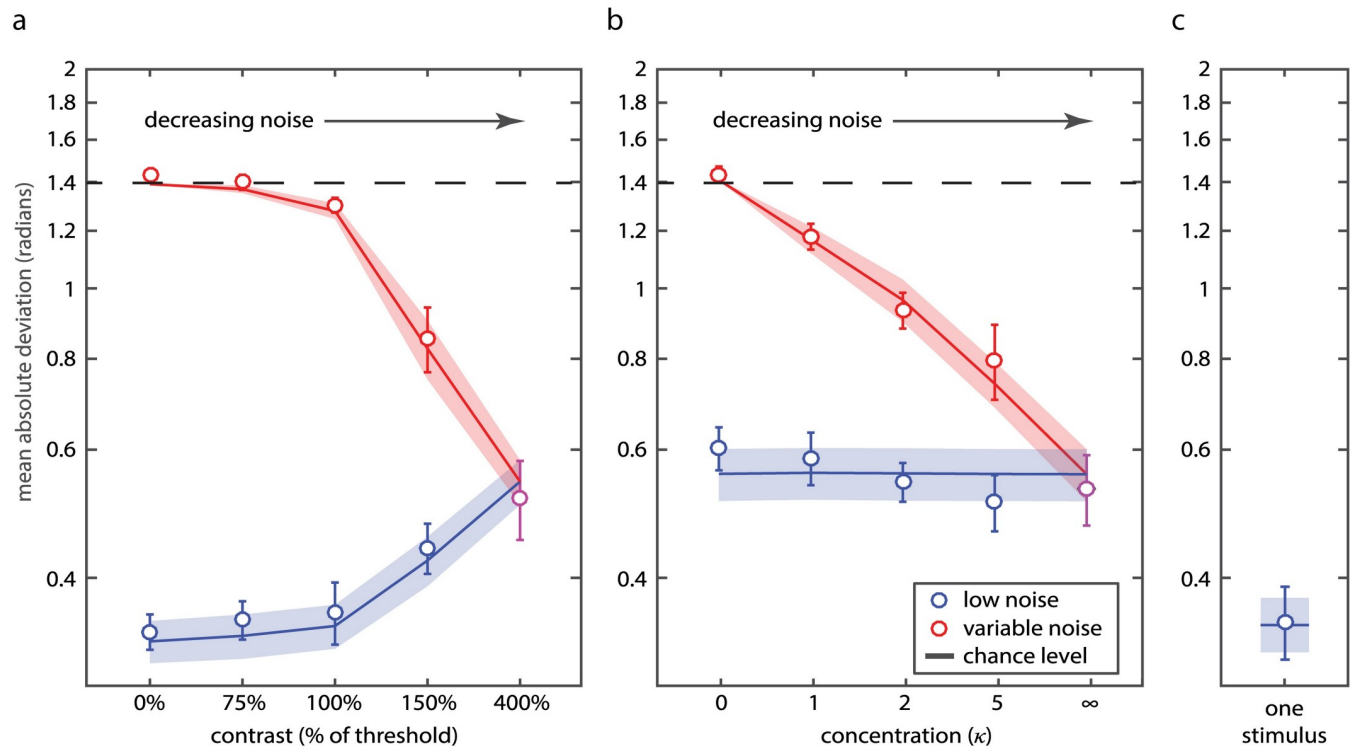 a
b
c
mean absolute deviation (radians)
2
1.8
1.6
1.4
1.2
1
0.8
0.6
0.4
decreasing noise
0%
75%
100%
150%
400%
contrast (% of threshold)
2
1.8
1.6
1.4
1.2
1
0.8
0.6
0.4
decreasing noise
low noise
variable noise
chance level
0
1
2
5
∞
concentration (κ)
2
1.8
1.6
1.4
1.2
1
0.8
0.6
0.4
one
stimulus